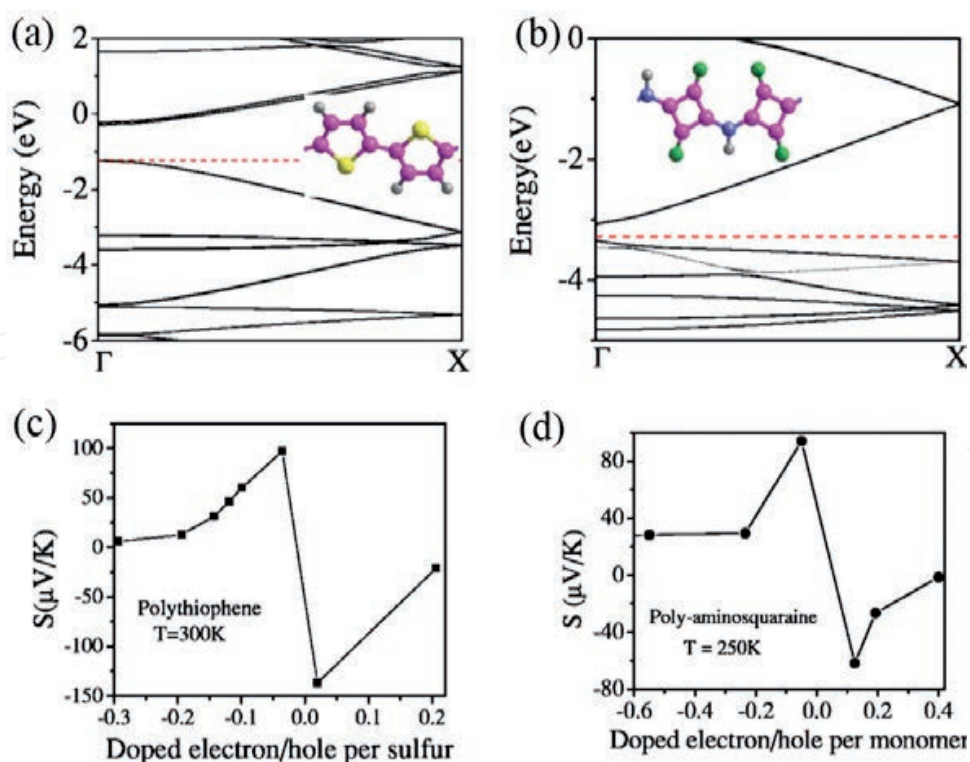 (a)
2
0
-2
-4
-6
Energy (eV)
Γ
X
(b)
0
-2
-4
Energy(eV)
Γ
X
(c)
100
50
0
-50
-100
-150
S(μV/K)
Polythiophene
T=300K
-0.3
-0.2
-0.1
0.0
0.1
0.2
Doped electron/hole per sulfur
(d)
80
40
0
-40
-80
S (μV/K)
Poly-aminosquaraine
T = 250K
-0.6
-0.4
-0.2
0.0
0.2
0.4
Doped electron/hole per monomer